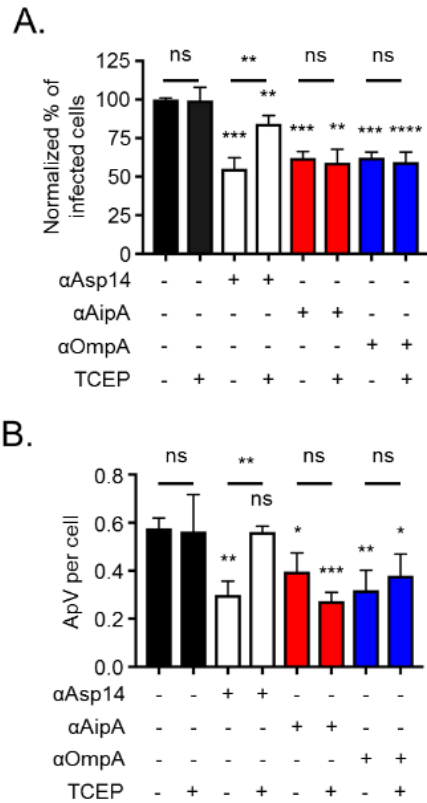 A.
ns ** ns ns
**
*** *** ** *** ****
125
100
75
50
25
0
Normalized % of
infected cells
αAsp14 - - + + - - - -
αAipA - - - - + + - -
αOmpA - - - - - - + +
TCEP - + - + - + - +
B.
ns ** ns ns
ns
** * *** ** *
0.8
0.6
0.4
0.2
0.0
ApV per cell
αAsp14 - - + + - - - -
αAipA - - - - + + - -
αOmpA - - - - - - + +
TCEP - + - + - + - +